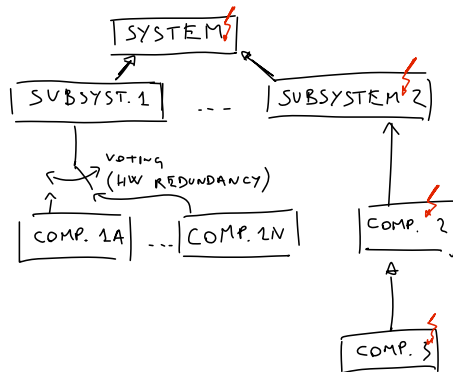 SYSTEM
SUBSYST. 1
...
SUBSYSTEM 2
VOTING
(HW REDUNDANCY)
COMP. 1A
...
COMP. 1N
COMP. 2
COMP. 3